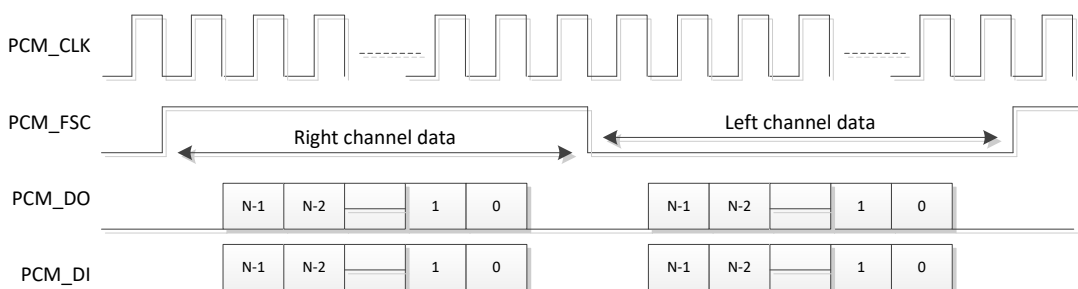 PCM_CLK
PCM_FSC
Right channel data
Left channel data
PCM_DO
N-1 N-2 1 0 N-1 N-2 1 0
PCM_DI
N-1 N-2 1 0 N-1 N-2 1 0